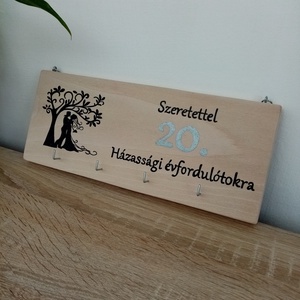 Szeretettel
20.
Házassági évfordulótokra